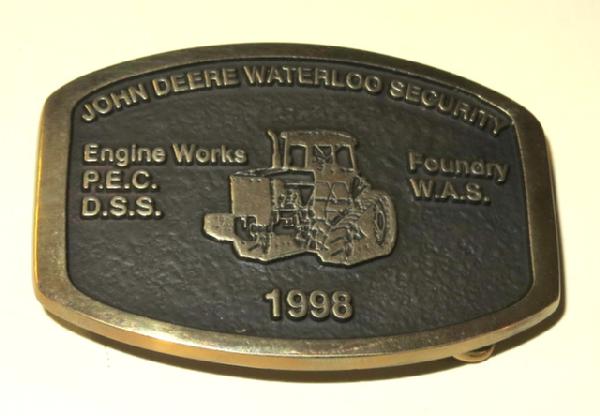 JOHN DEERE WATERLOO SECURITY
Engine Works
P.E.C.
D.S.S.
Foundry
W.A.S.
1998